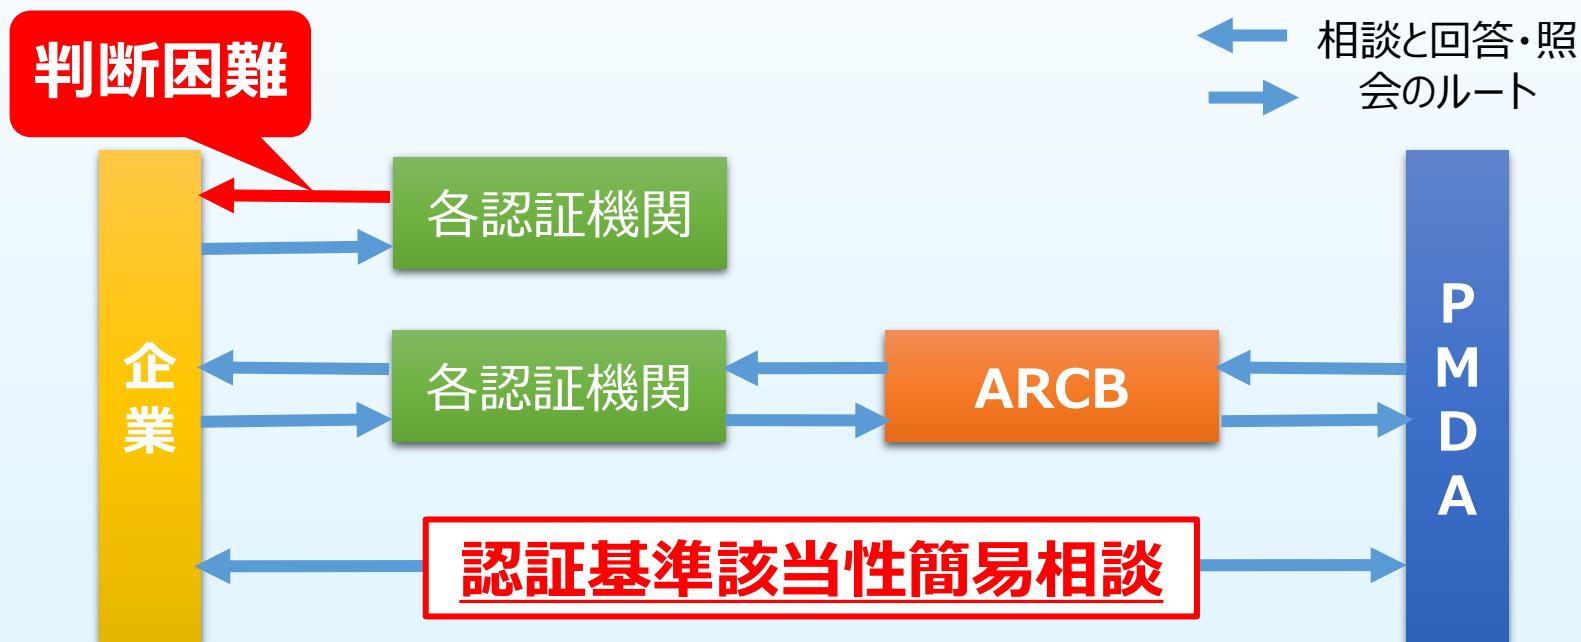 判断困難
相談と回答・照
会のルート
各認証機関
企業
各認証機関
ARCB
PMDA
認証基準該当性簡易相談